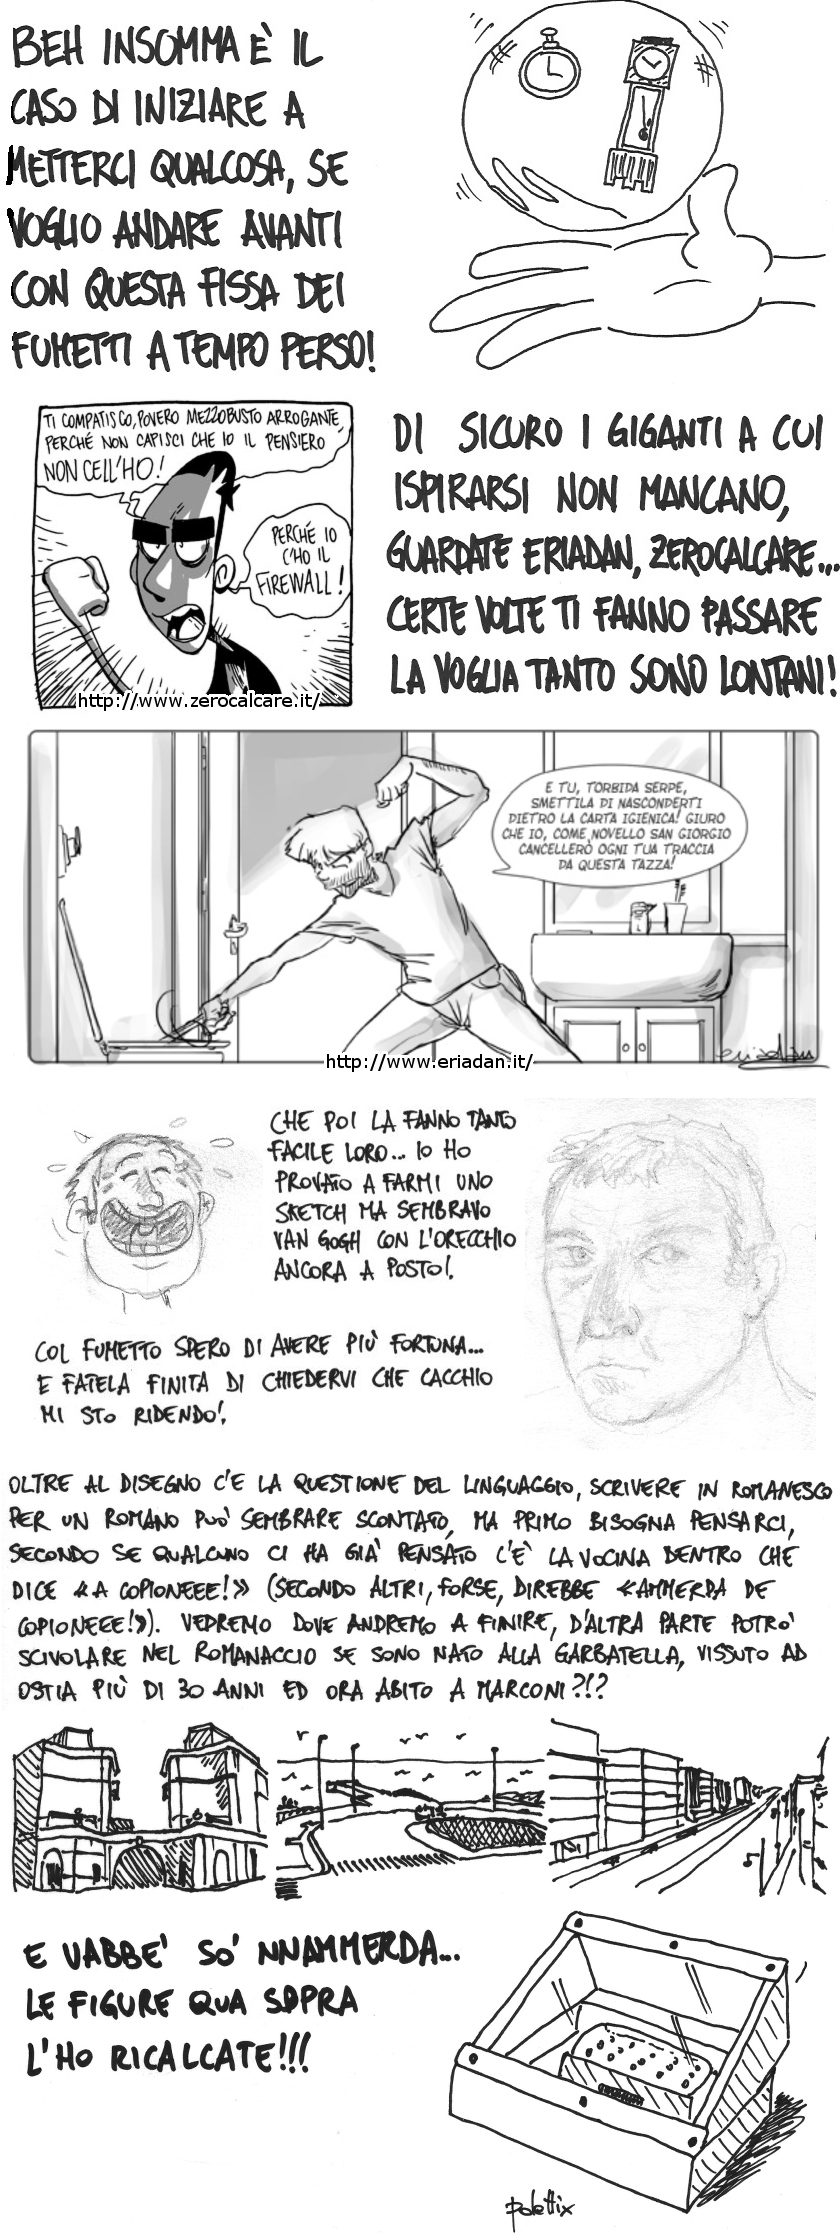 BEH INSOMMA È IL
CASO DI INIZIARE A
METTERCI QUALCOSA, SE
VOGLIO ANDARE AVANTI
CON QUESTA FISSA DEI
FUMETTI A TEMPO PERSO!
TI COMPATISCO, POVERO MEZZOBUSTO ARROGANTE,
PERCHÉ NON CAPISCI CHE IO IL PENSIERO
NON CELL'HO!
PERCHÉ IO
C'HO IL
FIREWALL!
http://www.zerocalcare.it/
DI SICURO I GIGANTI A CUI
ISPIRARSI NON MANCANO,
GUARDATE ERIADAN, ZEROCALCARE...
CERTE VOLTE TI FANNO PASSARE
LA VOGLIA TANTO SONO LONTANI!
E TU, TORBIDA SERPE,
SMETTILA DI NASCONDERTI
DIETRO LA CARTA IGIENICA! GIURO
CHE IO, COME NOVELLO SAN GIORGIO
CANCELLERÒ OGNI TUA TRACCIA
DA QUESTA TAZZA!
http://www.eriadan.it/
eriadan
CHE POI LA FANNO TANTO
FACILE LORO... IO HO
PROVATO A FARMI UNO
SKETCH MA SEMBRAVO
VAN GOGH CON L'ORECCHIO
ANCORA A POSTO!
COL FUMETTO SPERO DI AVERE PIÙ FORTUNA...
E FATELA FINITA DI CHIEDERVI CHE CACCHIO
MI STO RIDENDO!
OLTRE AL DISEGNO C'E LA QUESTIONE DEL LINGUAGGIO, SCRIVERE IN ROMANESCO
PER UN ROMANO PUO' SEMBRARE SCONTATO, MA PRIMO BISOGNA PENSARCI,
SECONDO SE QUALCUNO CI HA GIA' PENSATO C'E' LA VOCINA DENTRO CHE
DICE «A COPIONEEE!» (SECONDO ALTRI, FORSE, DIREBBE «AMMERDA DE
COPIONEEE!»). VEDREMO DOVE ANDREMO A FINIRE, D'ALTRA PARTE POTRO'
SCIVOLARE NEL ROMANACCIO SE SONO NATO ALLA GARBATELLA, VISSUTO AD
OSTIA PIÙ DI 30 ANNI ED ORA ABITO A MARCONI?!?
E VABBE' SO' NNAMMERDA...
LE FIGURE QUA SOPRA
L'HO RICALCATE!!!
polettix